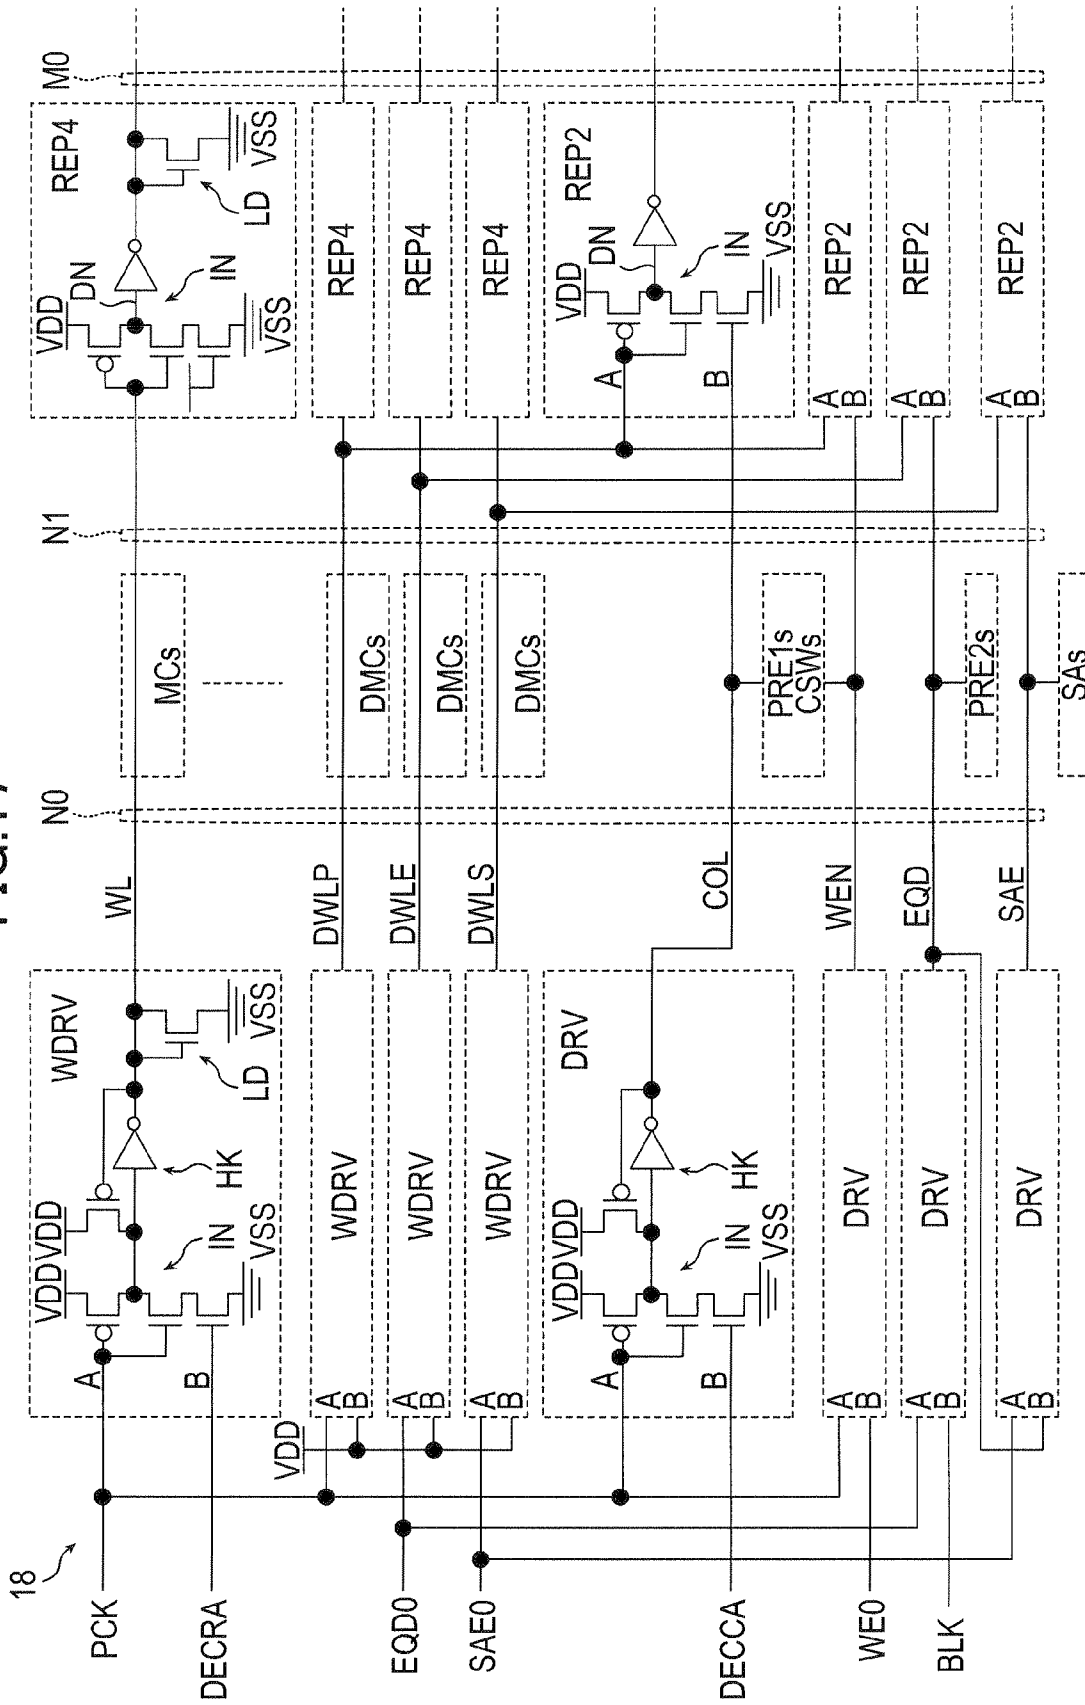 18
PCK
DECRA
EQD0
SAE0
DECCA
WE0
BLK
WDRV
A
B
VDD
VDD
IN
VSS
HK
LD
VSS
WL
VDD
A
B
WDRV
DWLP
A
B
WDRV
DWLE
A
B
WDRV
DWLS
DRV
A
B
VDD
VDD
IN
VSS
HK
COL
A
B
DRV
WEN
A
B
DRV
EQD
A
B
DRV
SAE
N0
MCs
DMCs
DMCs
DMCs
PRE1s
CSWs
PRE2s
SAs
N1
REP4
VDD
DN
IN
VSS
LD
VSS
REP4
REP4
REP4
REP2
A
B
VDD
DN
IN
VSS
A
B
REP2
A
B
REP2
A
B
REP2
M0